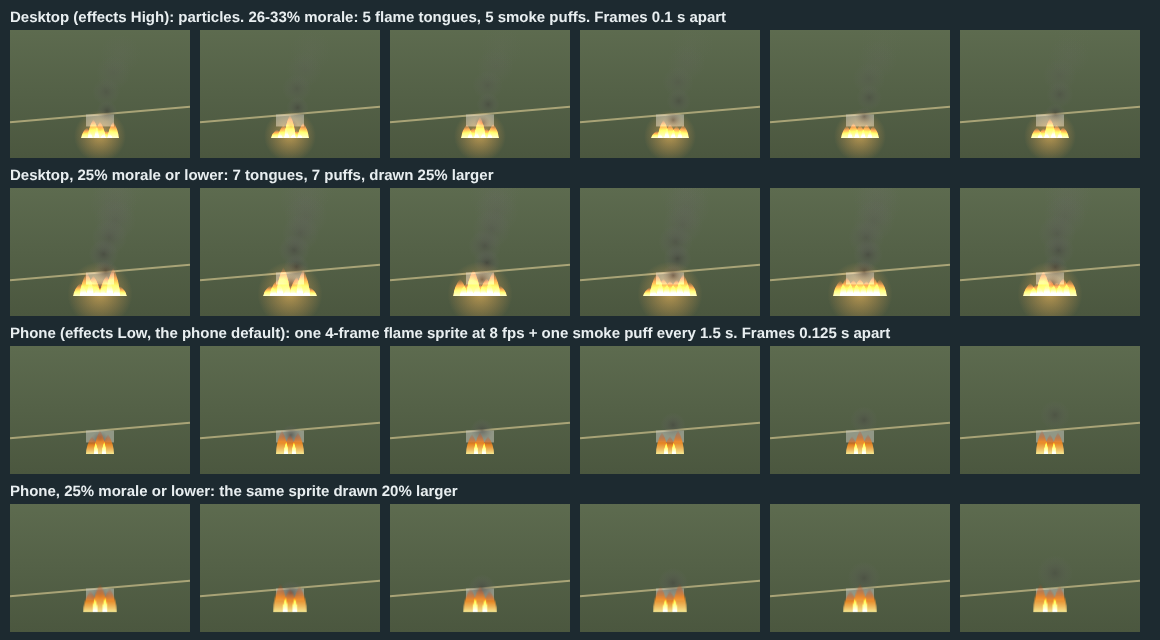 Desktop (effects High): particles. 26-33% morale: 5 flame tongues, 5 smoke puffs. Frames 0.1 s apart
Desktop, 25% morale or lower: 7 tongues, 7 puffs, drawn 25% larger
Phone (effects Low, the phone default): one 4-frame flame sprite at 8 fps + one smoke puff every 1.5 s. Frames 0.125 s apart
Phone, 25% morale or lower: the same sprite drawn 20% larger